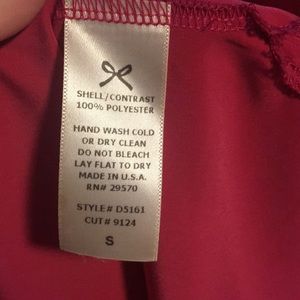 SHELL/CONTRAST
100% POLYESTER
HAND WASH COLD
OR DRY CLEAN
DO NOT BLEACH
LAY FLAT TO DRY
MADE IN U.S.A.
RN# 29570
STYLE# D5161
CUT# 9124
S